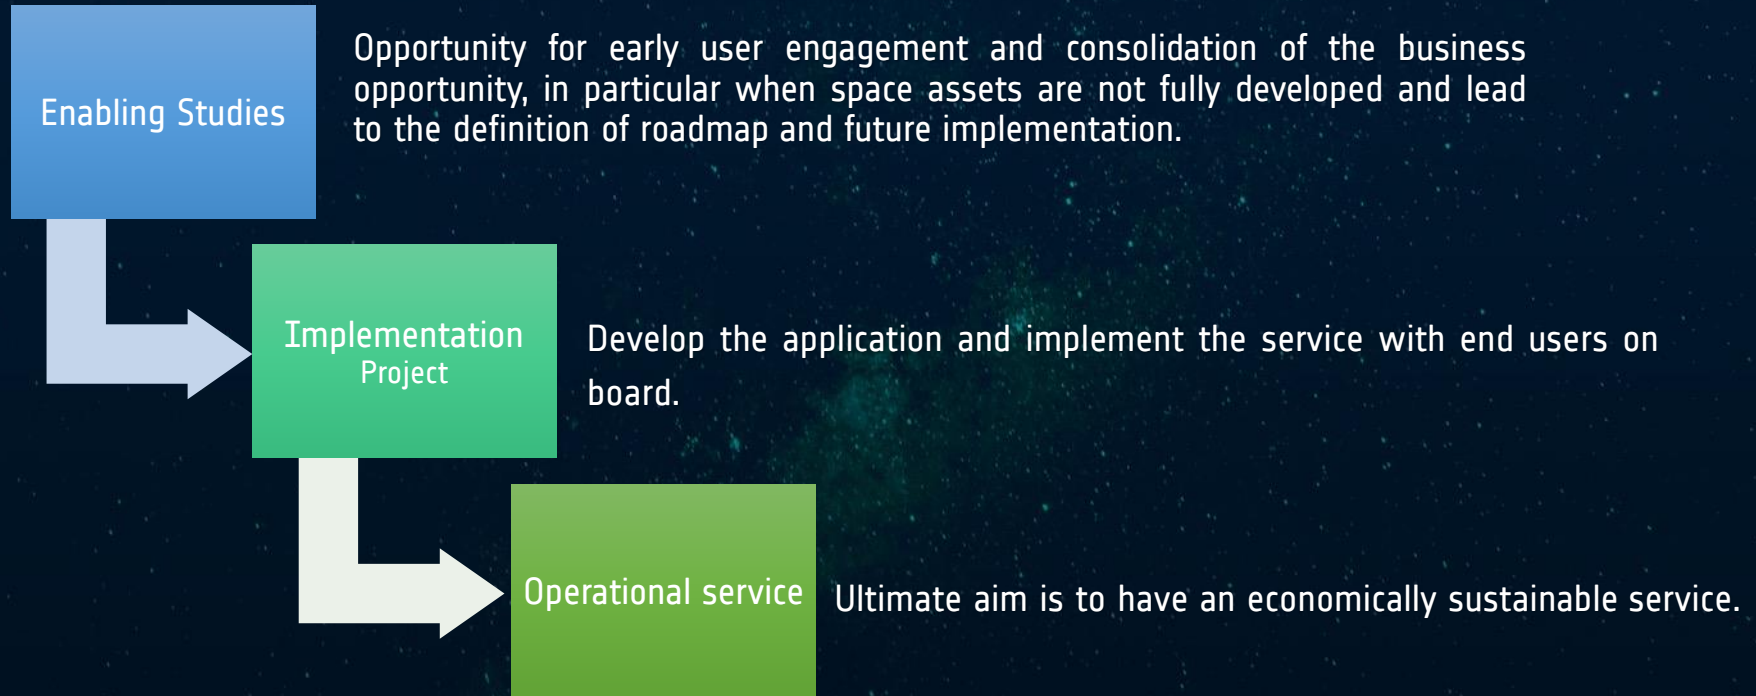 Enabling Studies
Opportunity for early user engagement and consolidation of the business
opportunity, in particular when space assets are not fully developed and lead
to the definition of roadmap and future implementation.
Implementation
Project
Develop the application and implement the service with end users on
board.
Operational service
Ultimate aim is to have an economically sustainable service.